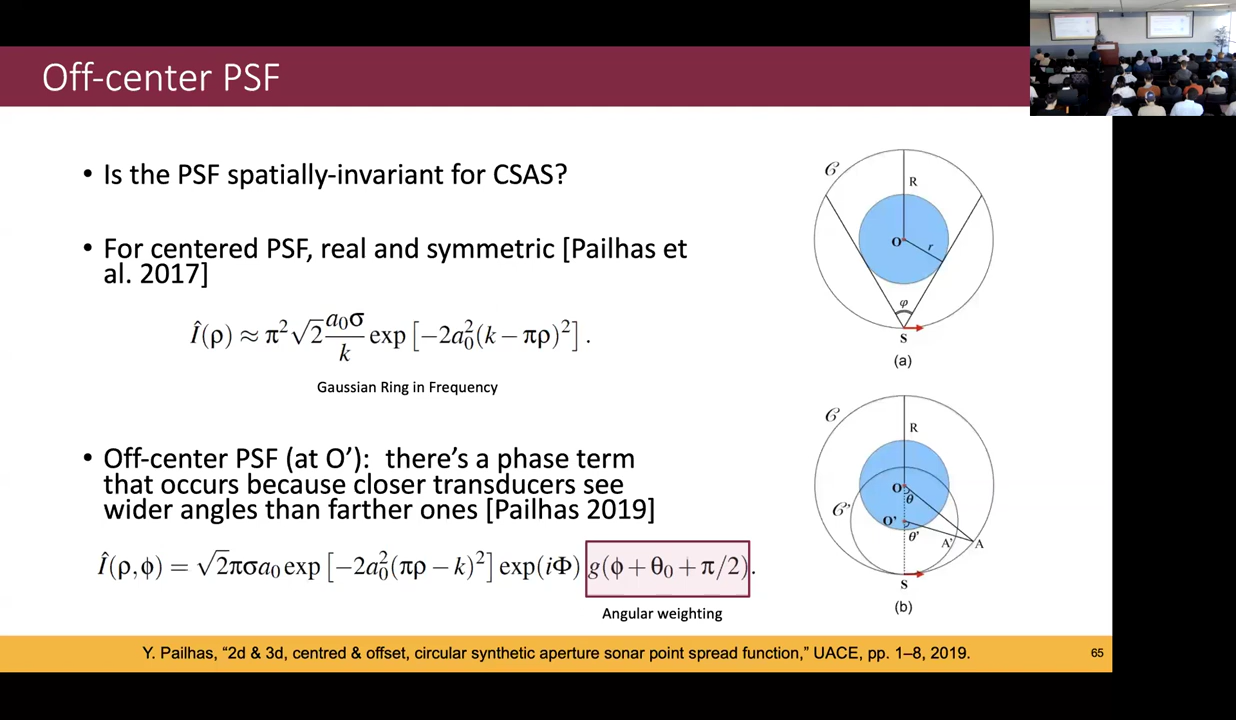 Off-center PSF
• Is the PSF spatially-invariant for CSAS?
• For centered PSF, real and symmetric [Pailhas et
al. 2017]
Î(ρ) ≈ π²√2 a₀σ/k exp[−2a₀²(k − πρ)²].
Gaussian Ring in Frequency
• Off-center PSF (at O’): there’s a phase term
that occurs because closer transducers see
wider angles than farther ones [Pailhas 2019]
Î(ρ,ϕ) = √2πσa₀ exp[−2a₀²(πρ − k)²] exp(iΦ) g(ϕ + θ₀ + π/2).
Angular weighting
𝒞
R
O
r
φ
S
(a)
𝒞
R
O
θ
𝒞'
O'
θ'
A'
A
S
(b)
Y. Pailhas, “2d & 3d, centred & offset, circular synthetic aperture sonar point spread function,” UACE, pp. 1–8, 2019.
65